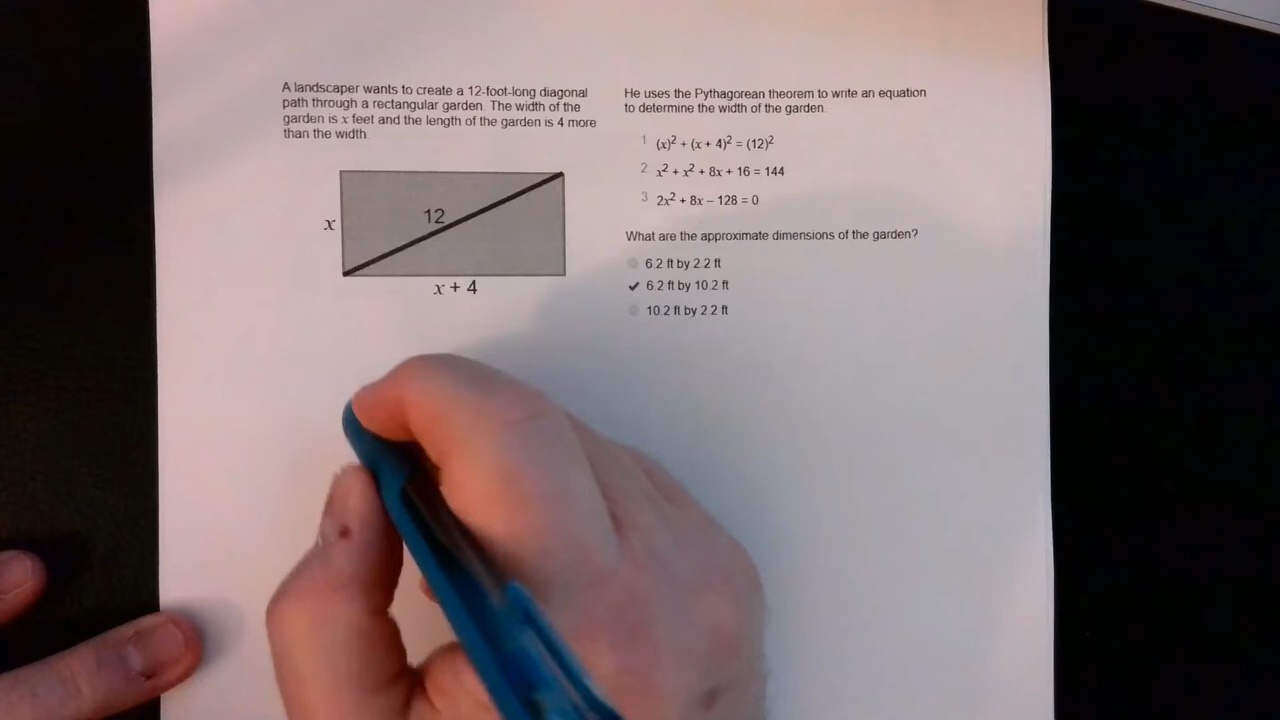 A landscaper wants to create a 12-foot-long diagonal
path through a rectangular garden. The width of the
garden is x feet and the length of the garden is 4 more
than the width.
12
x
x + 4
He uses the Pythagorean theorem to write an equation
to determine the width of the garden.
1 (x)² + (x + 4)² = (12)²
2 x² + x² + 8x + 16 = 144
3 2x² + 8x – 128 = 0
What are the approximate dimensions of the garden?
6.2 ft by 2.2 ft
6.2 ft by 10.2 ft
10.2 ft by 2.2 ft